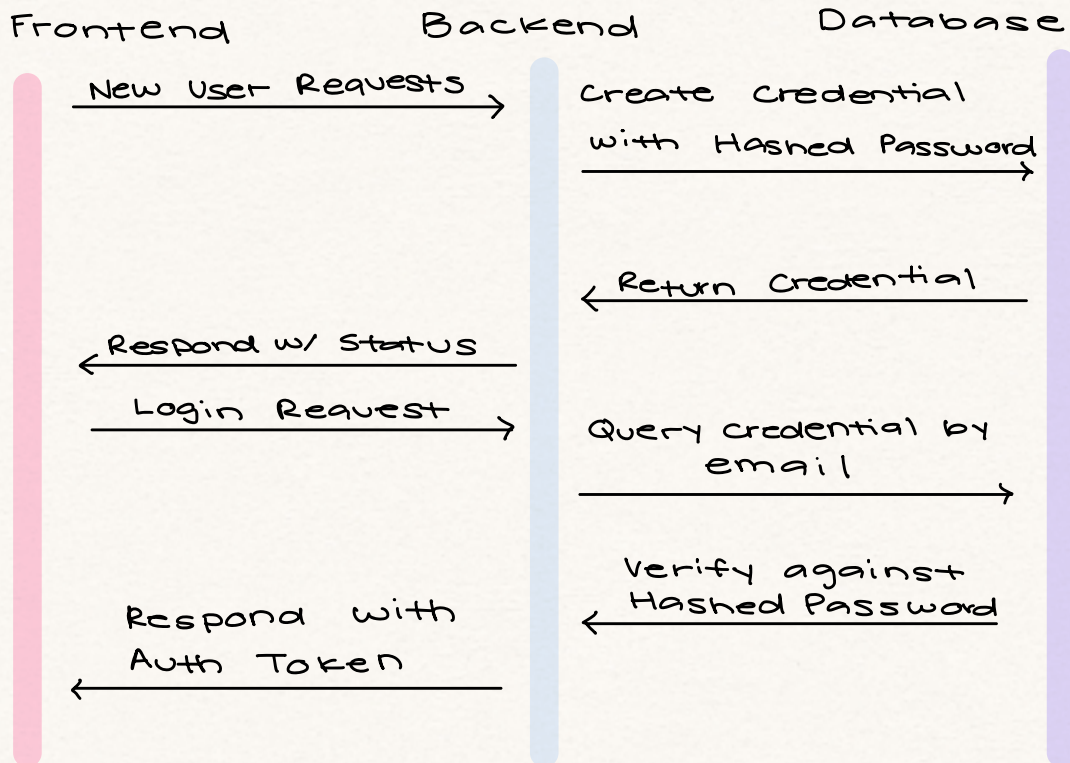 Frontend Backend Database
New User Requests
Create Credential
with Hashed Password
Return Credential
Respond w/ Status
Login Request
Query credential by
email
Verify against
Hashed Password
Respond with
Auth Token